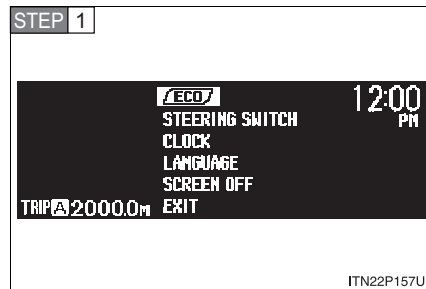 STEP 1
/ECO/ 12:00
STEERING SWITCH PM
CLOCK
LANGUAGE
SCREEN OFF
TRIP A 2000.0m EXIT
ITN22P157U